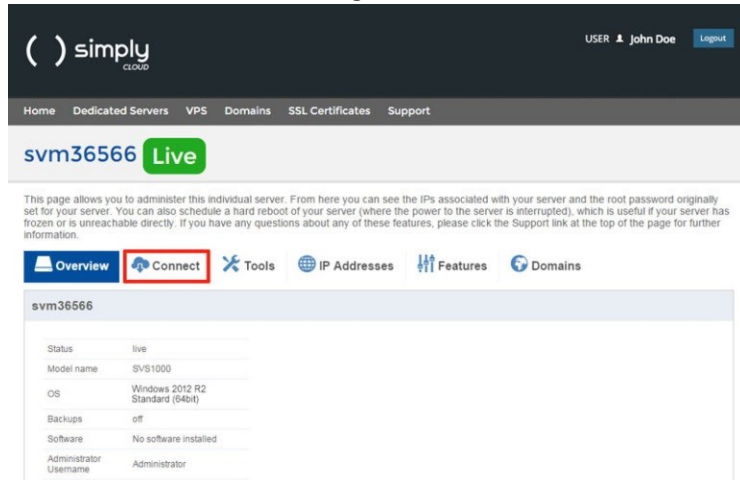 ( ) simply
CLOUD
USER John Doe Logout
Home Dedicated Servers VPS Domains SSL Certificates Support
svm36566 Live
This page allows you to administer this individual server. From here you can see the IPs associated with your server and the root password originally
set for your server. You can also schedule a hard reboot of your server (where the power to the server is interrupted), which is useful if your server has
frozen or is unreachable directly. If you have any questions about any of these features, please click the Support link at the top of the page for further
information.
Overview Connect Tools IP Addresses Features Domains
svm36566
Status live
Model name SVS1000
OS Windows 2012 R2
Standard (64bit)
Backups off
Software No software installed
Administrator
Username Administrator